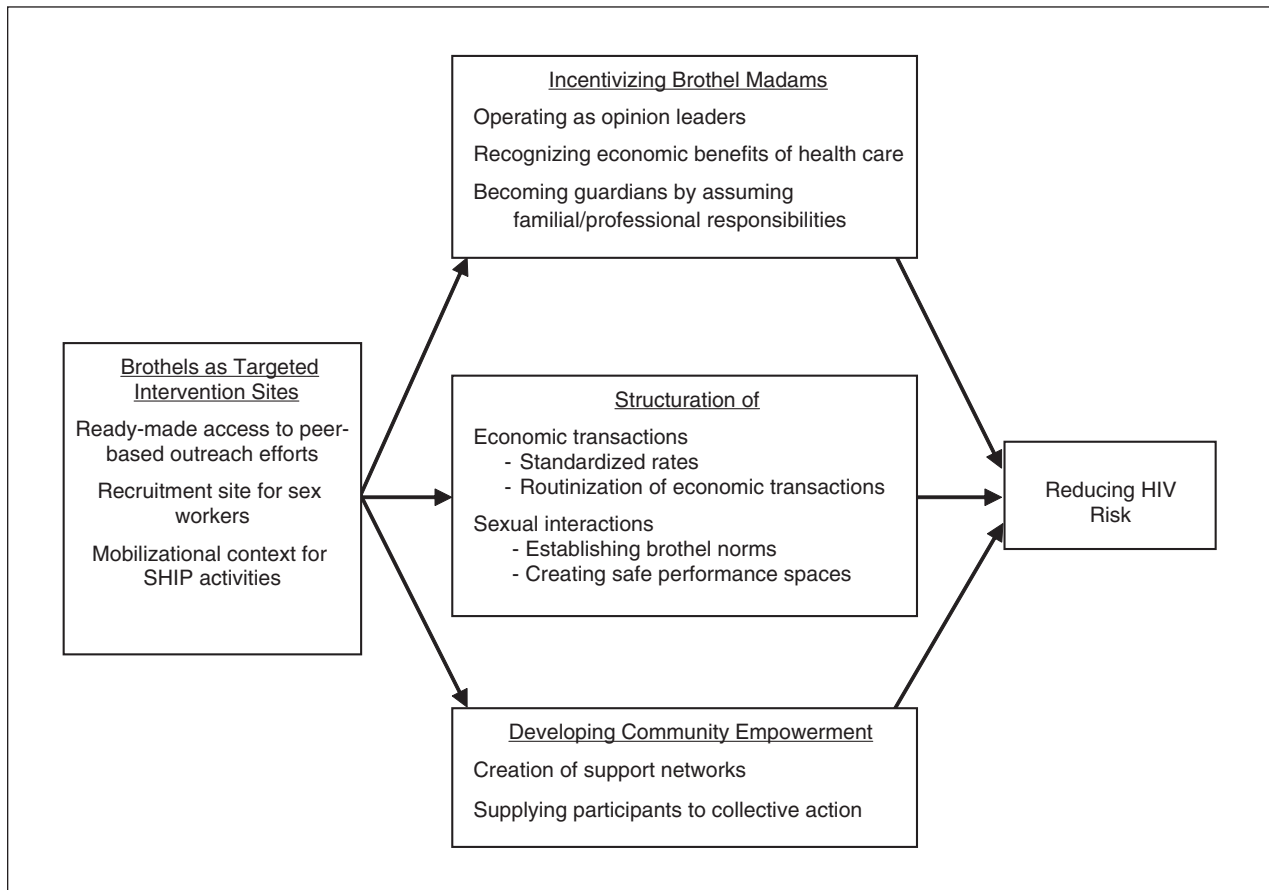 Incentivizing Brothel Madams
Operating as opinion leaders
Recognizing economic benefits of health care
Becoming guardians by assuming
familial/professional responsibilities
Brothels as Targeted
Intervention Sites
Ready-made access to peer-
based outreach efforts
Recruitment site for sex
workers
Mobilizational context for
SHIP activities
Structuration of
Economic transactions
- Standardized rates
- Routinization of economic transactions
Sexual interactions
- Establishing brothel norms
- Creating safe performance spaces
Reducing HIV
Risk
Developing Community Empowerment
Creation of support networks
Supplying participants to collective action